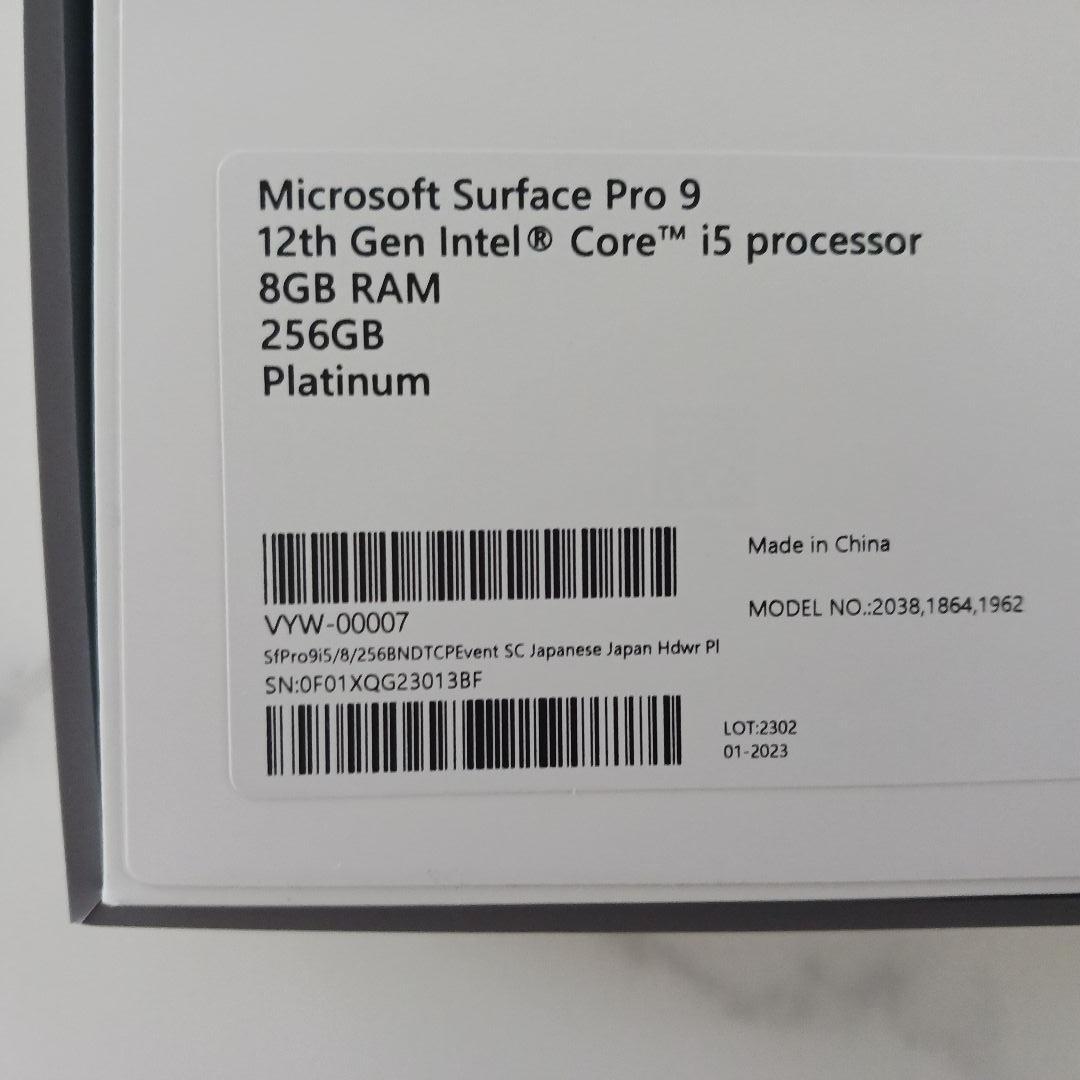 Microsoft Surface Pro 9
12th Gen Intel® Core™ i5 processor
8GB RAM
256GB
Platinum
Made in China
VYW-00007
MODEL NO.:2038,1864,1962
SfPro9i5/8/256BNDTCPEvent SC Japanese Japan Hdwr Pl
SN:0F01XQG23013BF
LOT:2302
01-2023